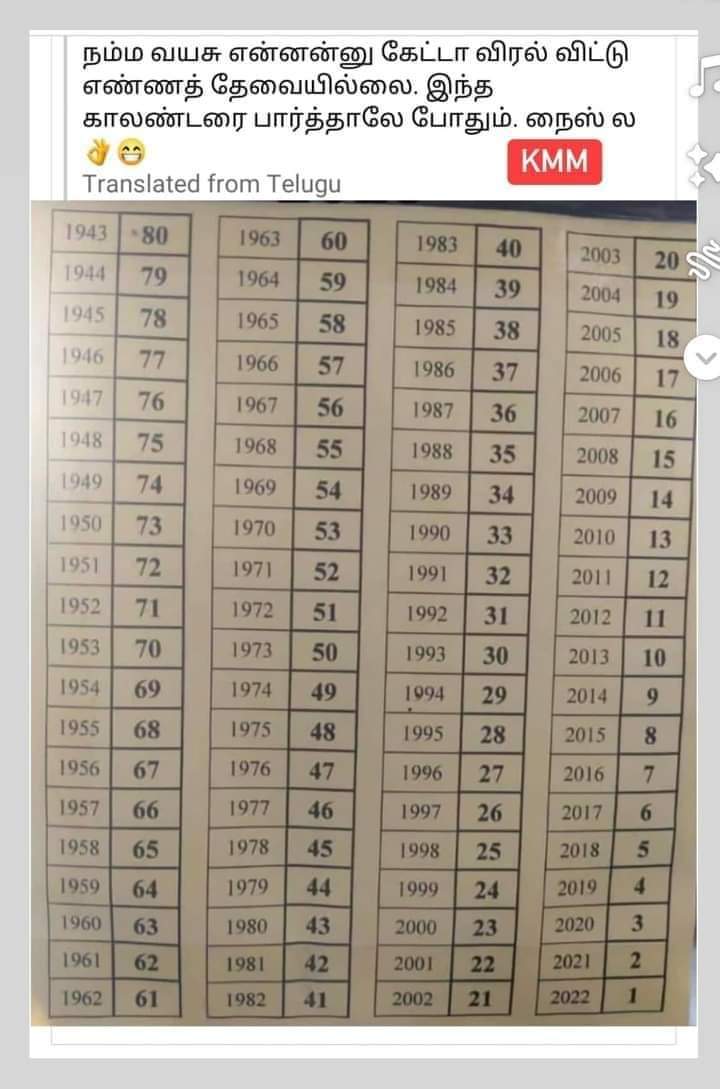 நம்ம வயசு என்னன்னு கேட்டா விரல் விட்டு
எண்ணத் தேவையில்லை. இந்த
காலண்டரை பார்த்தாலே போதும். நைஸ் ல
👌😁
KMM
Translated from Telugu
1943 80 1963 60 1983 40 2003 20
1944 79 1964 59 1984 39 2004 19
1945 78 1965 58 1985 38 2005 18
1946 77 1966 57 1986 37 2006 17
1947 76 1967 56 1987 36 2007 16
1948 75 1968 55 1988 35 2008 15
1949 74 1969 54 1989 34 2009 14
1950 73 1970 53 1990 33 2010 13
1951 72 1971 52 1991 32 2011 12
1952 71 1972 51 1992 31 2012 11
1953 70 1973 50 1993 30 2013 10
1954 69 1974 49 1994 29 2014 9
1955 68 1975 48 1995 28 2015 8
1956 67 1976 47 1996 27 2016 7
1957 66 1977 46 1997 26 2017 6
1958 65 1978 45 1998 25 2018 5
1959 64 1979 44 1999 24 2019 4
1960 63 1980 43 2000 23 2020 3
1961 62 1981 42 2001 22 2021 2
1962 61 1982 41 2002 21 2022 1